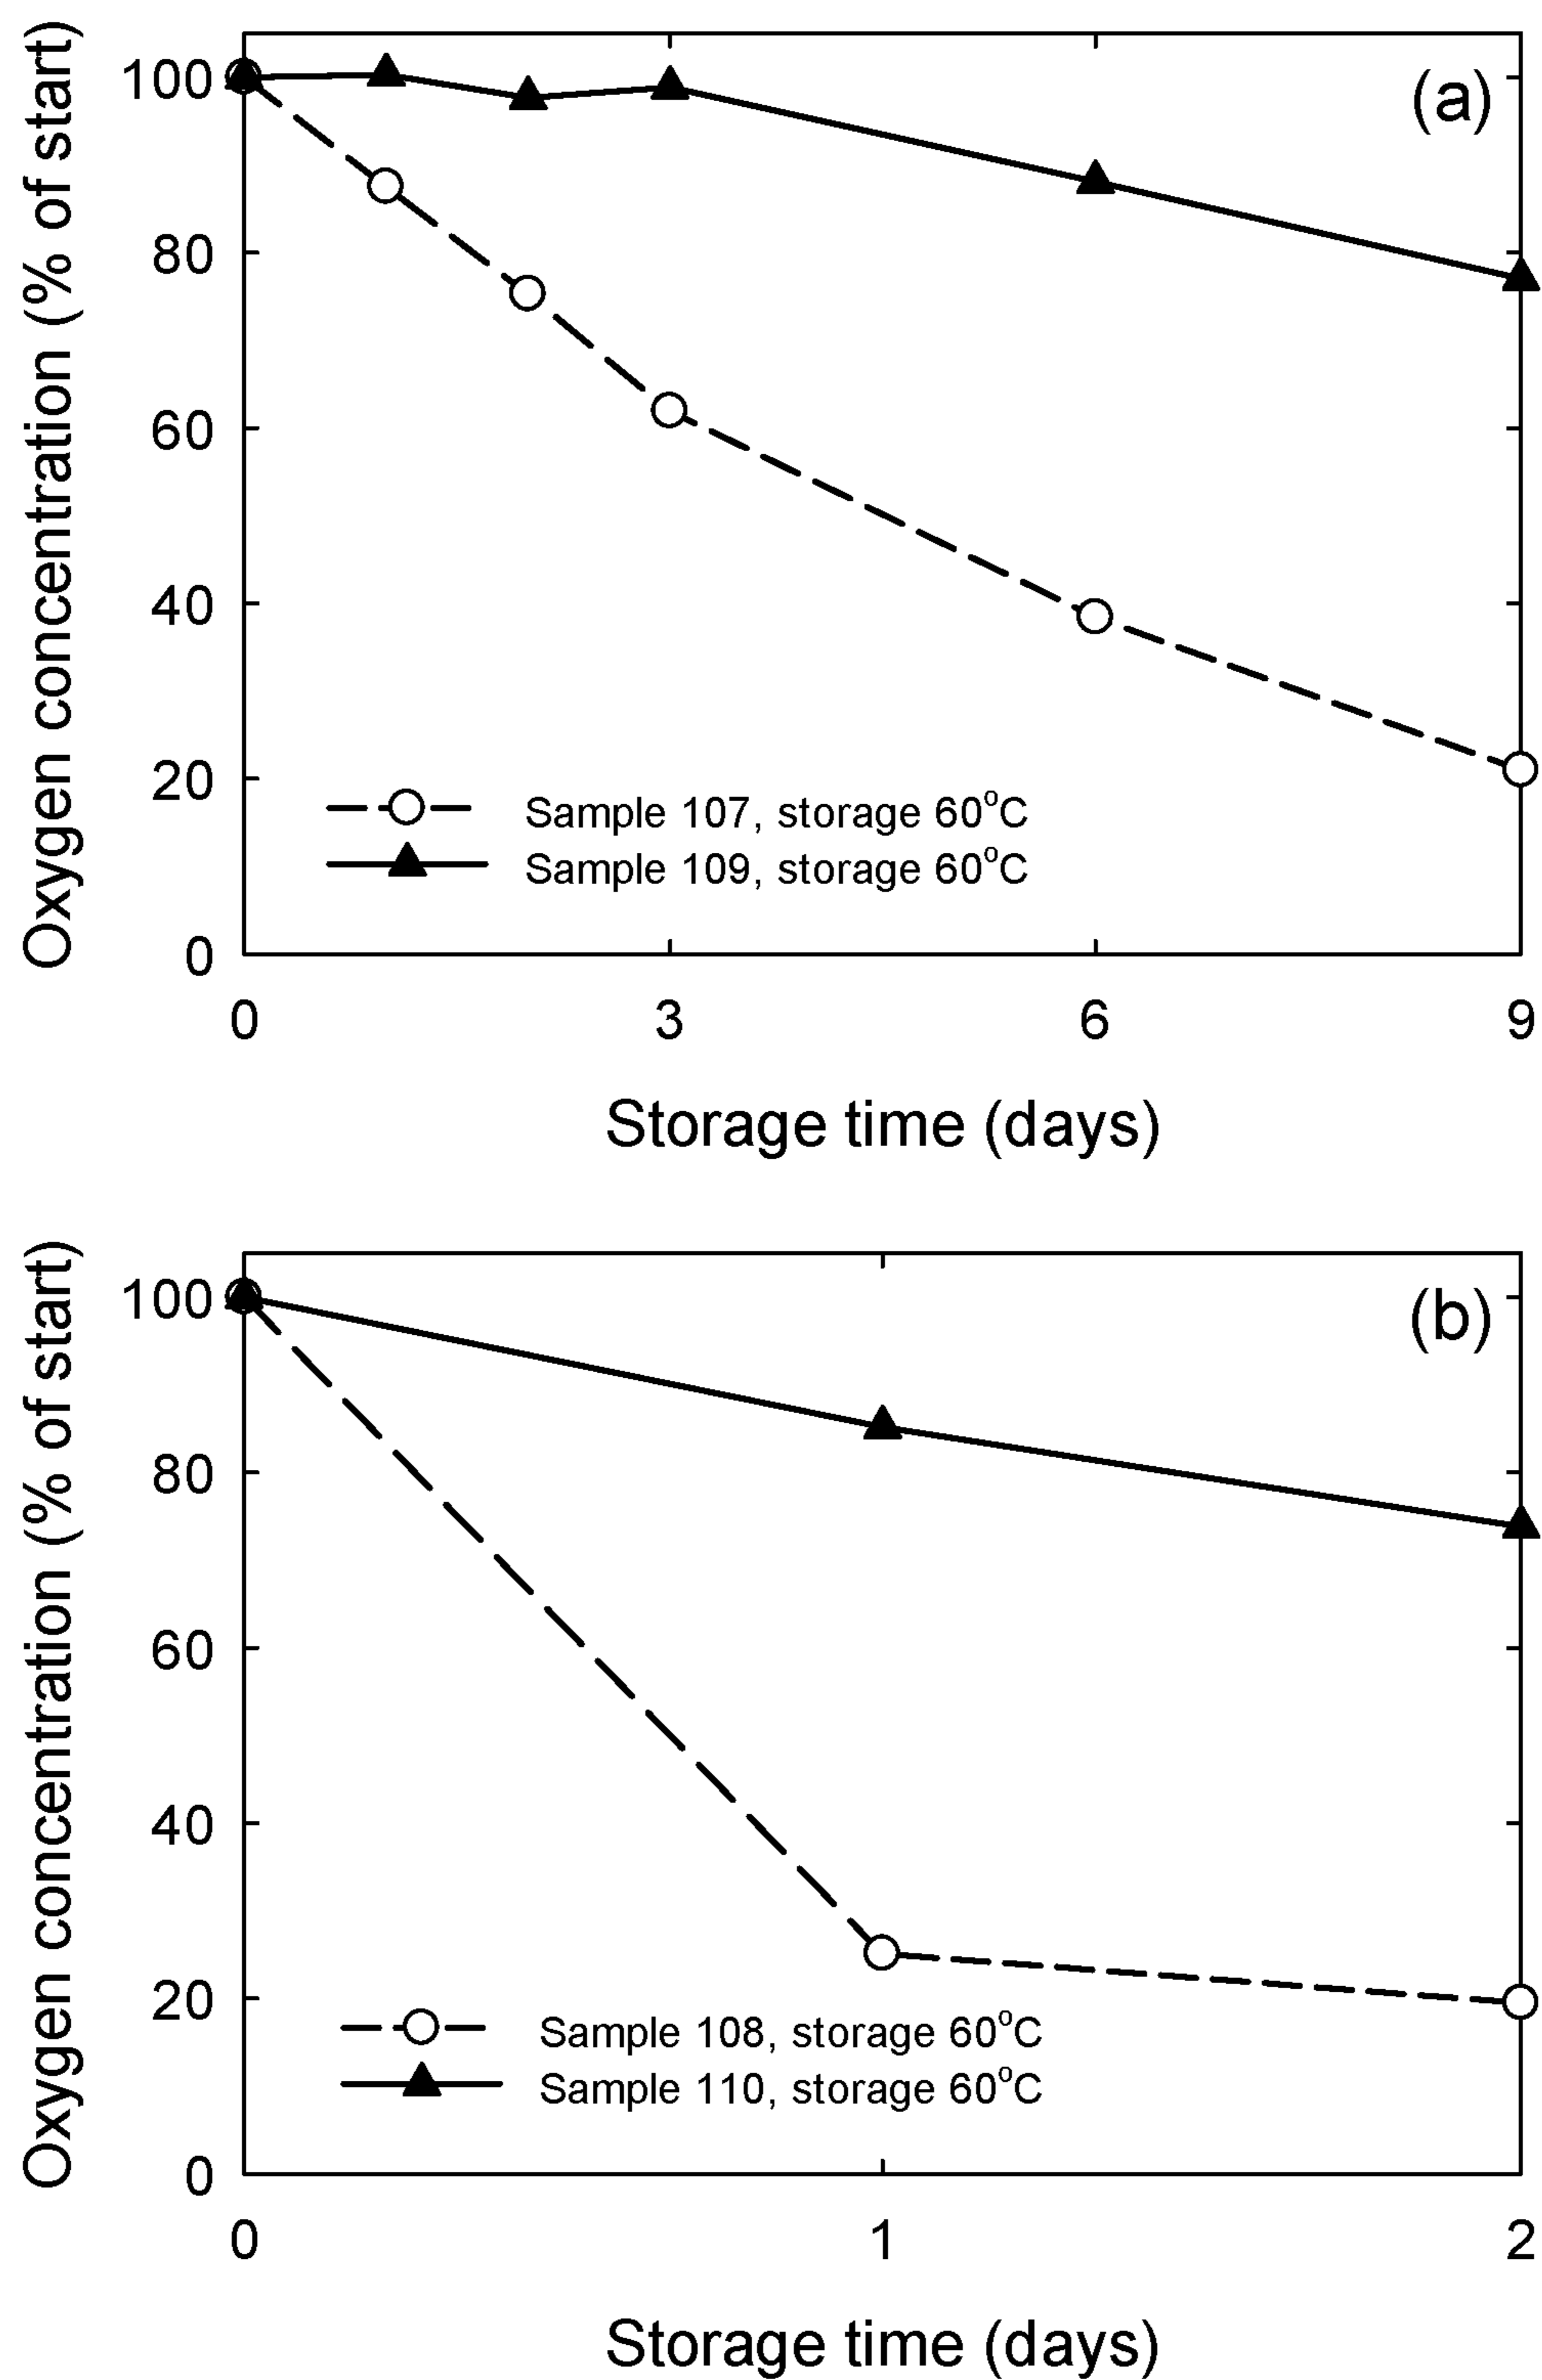 (a)
Oxygen concentration (% of start)
100
80
60
40
20
0
Sample 107, storage 60°C
Sample 109, storage 60°C
0 3 6 9
Storage time (days)
(b)
Oxygen concentration (% of start)
100
80
60
40
20
0
Sample 108, storage 60°C
Sample 110, storage 60°C
0 1 2
Storage time (days)